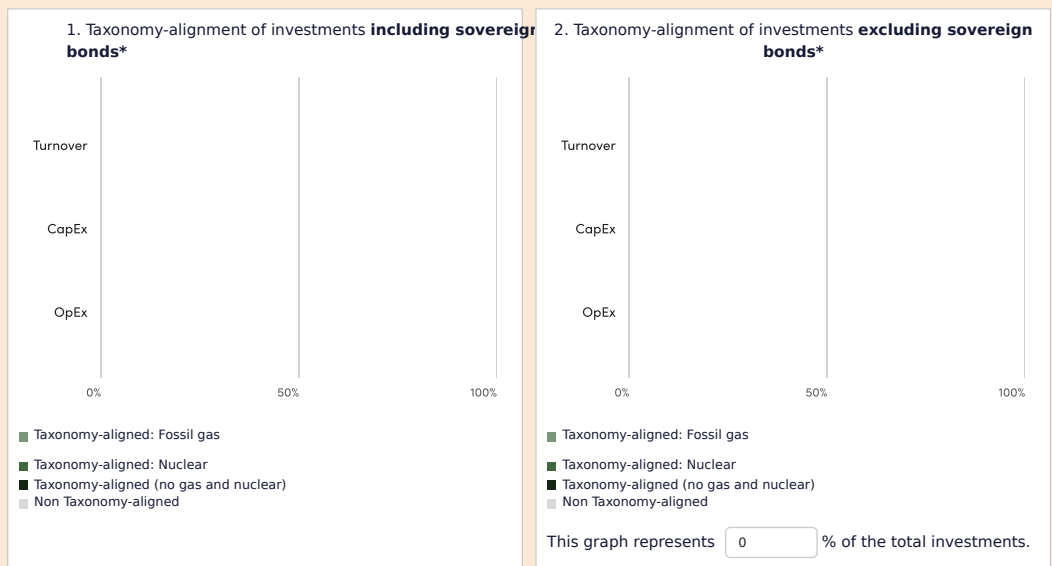 1. Taxonomy-alignment of investments including sovereign
bonds*
Turnover
CapEx
OpEx
0% 50% 100%
Taxonomy-aligned: Fossil gas
Taxonomy-aligned: Nuclear
Taxonomy-aligned (no gas and nuclear)
Non Taxonomy-aligned
2. Taxonomy-alignment of investments excluding sovereign
bonds*
Turnover
CapEx
OpEx
0% 50% 100%
Taxonomy-aligned: Fossil gas
Taxonomy-aligned: Nuclear
Taxonomy-aligned (no gas and nuclear)
Non Taxonomy-aligned
This graph represents 0 % of the total investments.